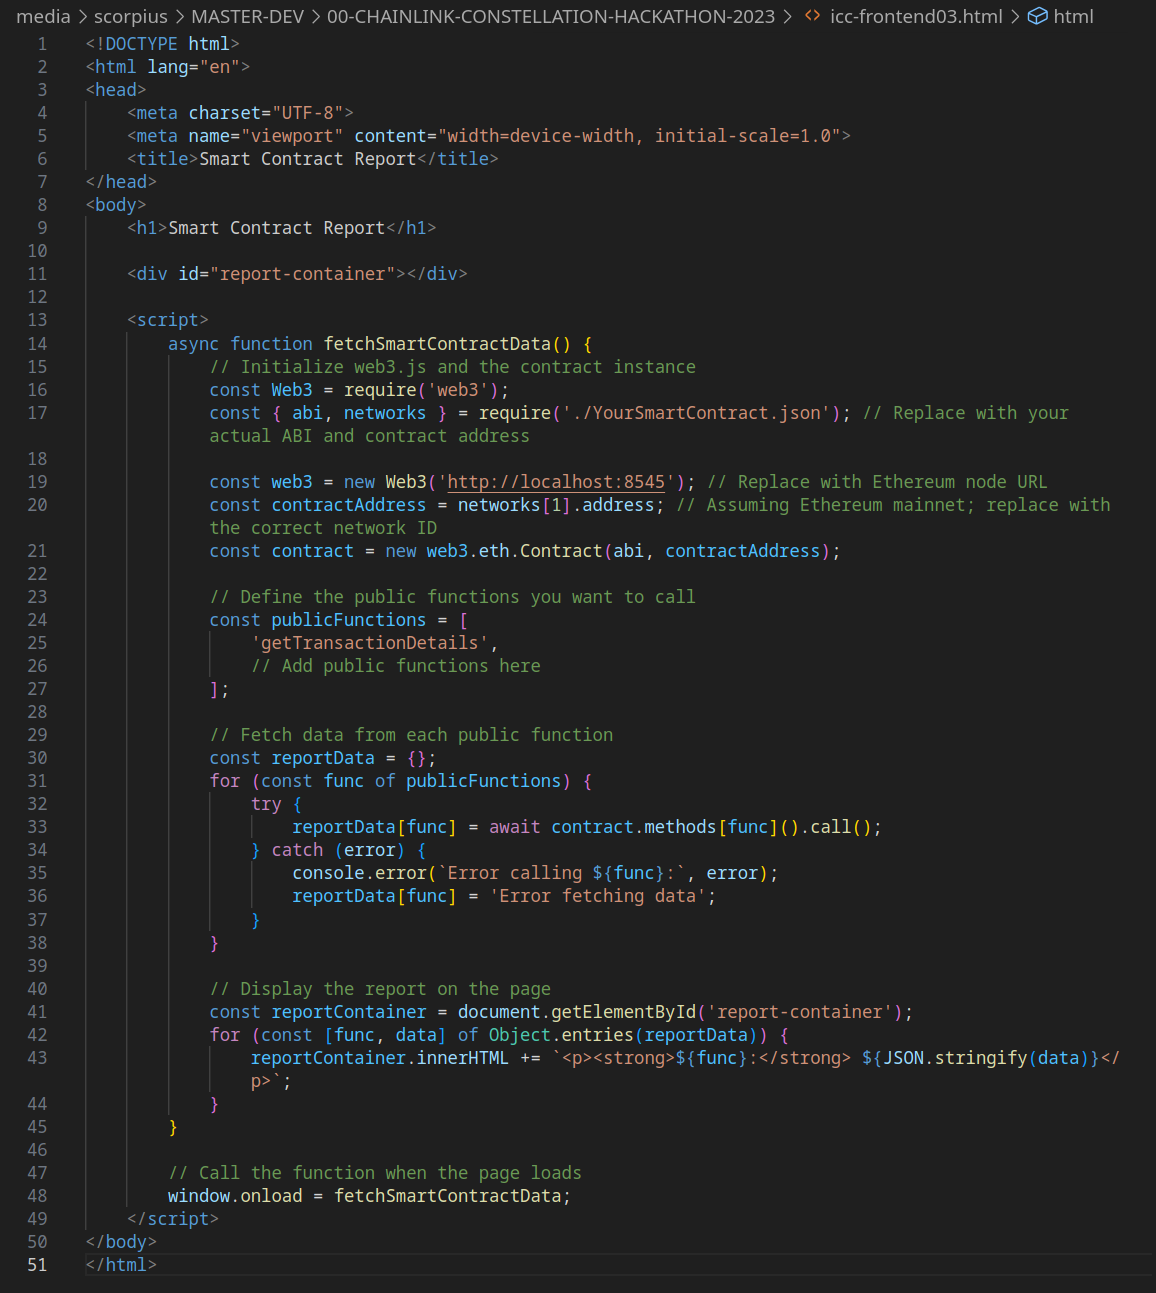 media > scorpius > MASTER-DEV > 00-CHAINLINK-CONSTELLATION-HACKATHON-2023 > <> icc-frontend03.html > html
1 <!DOCTYPE html>
2 <html lang="en">
3 <head>
4     <meta charset="UTF-8">
5     <meta name="viewport" content="width=device-width, initial-scale=1.0">
6     <title>Smart Contract Report</title>
7 </head>
8 <body>
9     <h1>Smart Contract Report</h1>
10
11     <div id="report-container"></div>
12
13     <script>
14         async function fetchSmartContractData() {
15             // Initialize web3.js and the contract instance
16             const Web3 = require('web3');
17             const { abi, networks } = require('./YourSmartContract.json'); // Replace with your
actual ABI and contract address
18
19             const web3 = new Web3('http://localhost:8545'); // Replace with Ethereum node URL
20             const contractAddress = networks[1].address; // Assuming Ethereum mainnet; replace with
the correct network ID
21             const contract = new web3.eth.Contract(abi, contractAddress);
22
23             // Define the public functions you want to call
24             const publicFunctions = [
25                 'getTransactionDetails',
26                 // Add public functions here
27             ];
28
29             // Fetch data from each public function
30             const reportData = {};
31             for (const func of publicFunctions) {
32                 try {
33                     reportData[func] = await contract.methods[func]().call();
34                 } catch (error) {
35                     console.error(`Error calling ${func}:`, error);
36                     reportData[func] = 'Error fetching data';
37                 }
38             }
39
40             // Display the report on the page
41             const reportContainer = document.getElementById('report-container');
42             for (const [func, data] of Object.entries(reportData)) {
43                 reportContainer.innerHTML += `<p><strong>${func}:</strong> ${JSON.stringify(data)}</
p>`;
44             }
45         }
46
47         // Call the function when the page loads
48         window.onload = fetchSmartContractData;
49     </script>
50 </body>
51 </html>